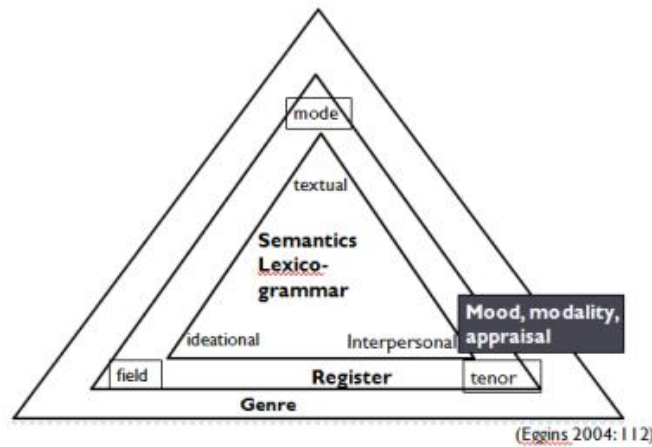 mode
textual
Semantics
Lexico-
grammar
Mood, modality,
appraisal
ideational
Interpersonal
field
Register
tenor
Genre
(Eggins 2004: 112)